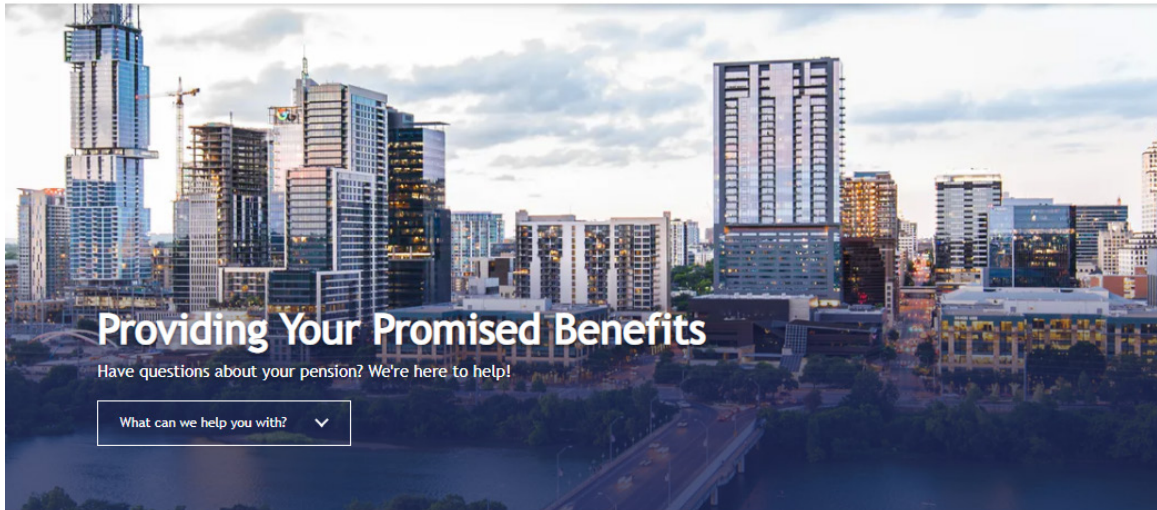 Providing Your Promised Benefits
Have questions about your pension? We're here to help!
What can we help you with?